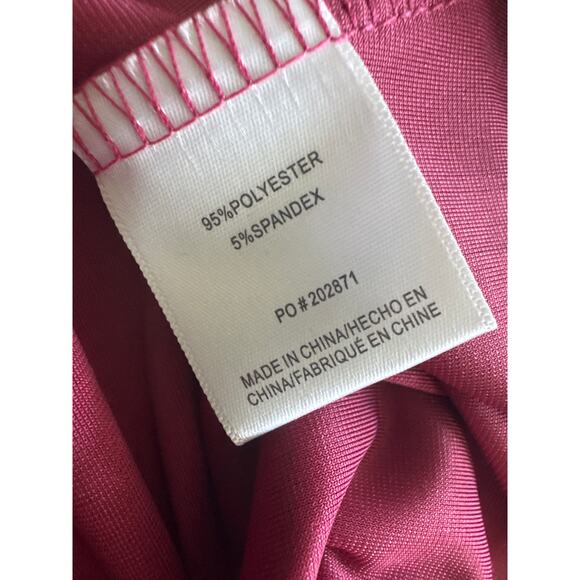 95%POLYESTER
5%SPANDEX
PO#202871
MADE IN CHINA/HECHO EN
CHINA/FABRIQUÉ EN CHINE